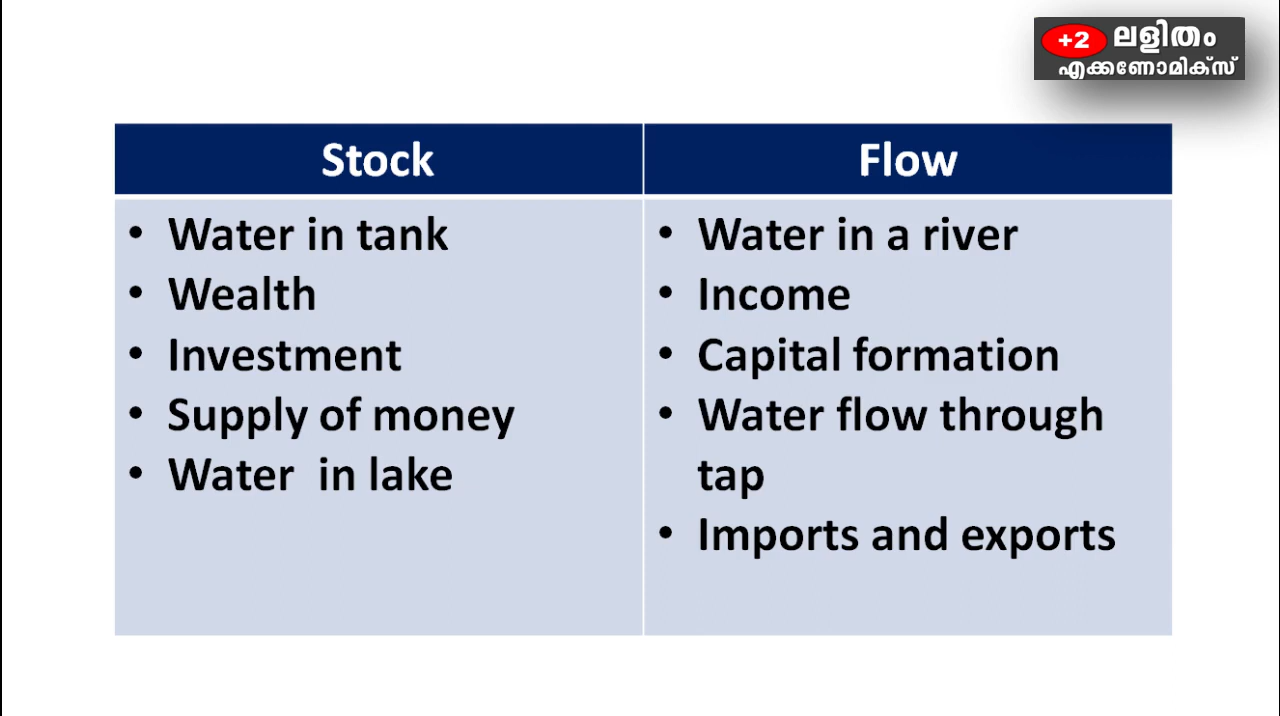 +2 ലളിതം
എക്കണോമിക്സ്
Stock
• Water in tank
• Wealth
• Investment
• Supply of money
• Water in lake
Flow
• Water in a river
• Income
• Capital formation
• Water flow through
tap
• Imports and exports